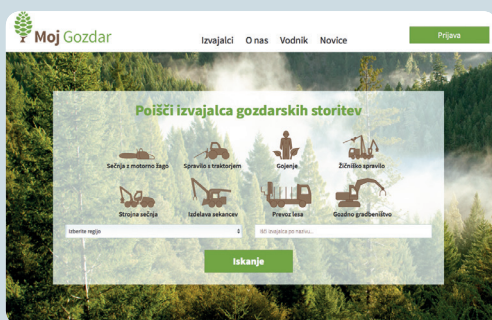 Moj Gozdar
Izvajalci O nas Vodnik Novice
Prijava
Poišči izvajalca gozdarskih storitev
Sečnja z motorno žago Spravilo s traktorjem Gojenje Žičniško spravilo
Strojna sečnja Izdelava sekancev Prevoz lesa Gozdno gradbeništvo
Izberite regijo
Išči izvajalca po nazivu...
Iskanje